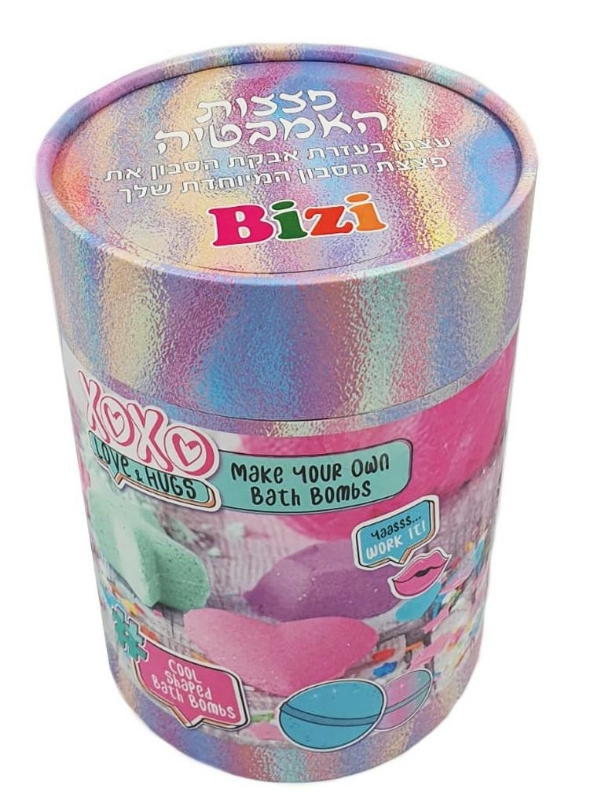 פצצות
האמבטיה
עצבו בעזרת אבקת הסבון את
פצצת הסבון המיוחדת שלך
Bizi
XOXO
LOVE & HUGS
Make YOUR OWN
Bath BOMBS
Yaasss...
WORK IT!
#
COOL
Shaped
Bath BOMBS